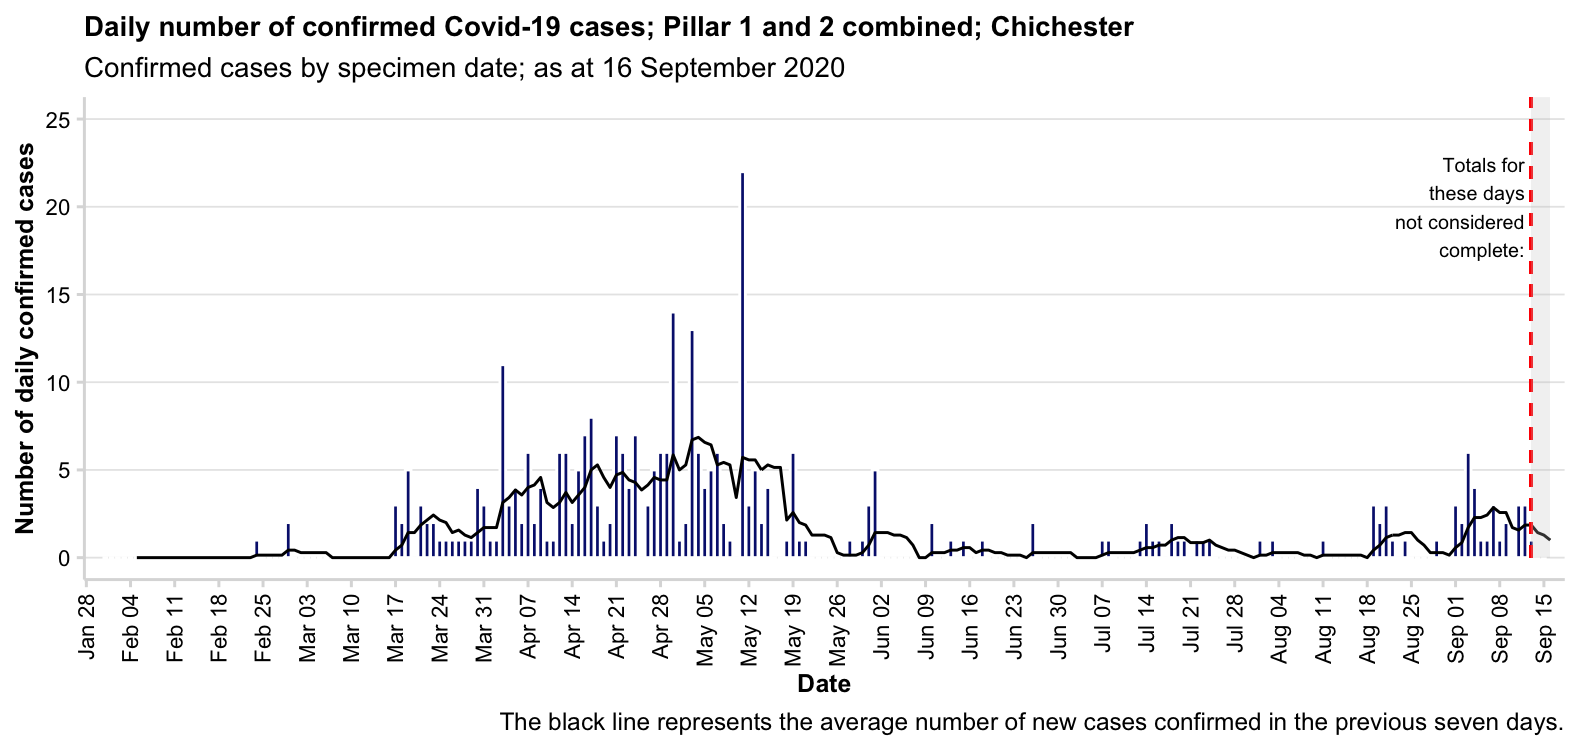 Daily number of confirmed Covid-19 cases; Pillar 1 and 2 combined; Chichester
Confirmed cases by specimen date; as at 16 September 2020
Number of daily confirmed cases
25
20
15
10
5
0
Totals for
these days
not considered
complete:
Jan 28
Feb 04
Feb 11
Feb 18
Feb 25
Mar 03
Mar 10
Mar 17
Mar 24
Mar 31
Apr 07
Apr 14
Apr 21
Apr 28
May 05
May 12
May 19
May 26
Jun 02
Jun 09
Jun 16
Jun 23
Jun 30
Jul 07
Jul 14
Jul 21
Jul 28
Aug 04
Aug 11
Aug 18
Aug 25
Sep 01
Sep 08
Sep 15
Date
The black line represents the average number of new cases confirmed in the previous seven days.